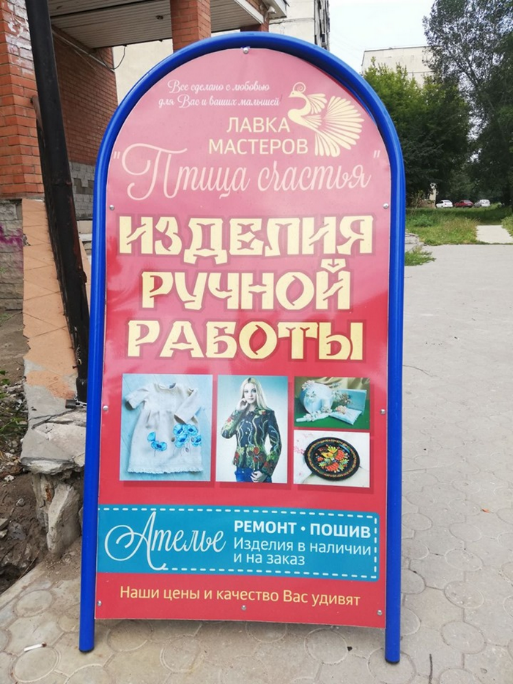 Все сделано с любовью
для Вас и ваших малышей
ЛАВКА
МАСТЕРОВ
"Птица счастья"
ИЗДЕЛИЯ
РУЧНОЙ
РАБОТЫ
Ателье
РЕМОНТ • ПОШИВ
Изделия в наличии
и на заказ
Наши цены и качество Вас удивят